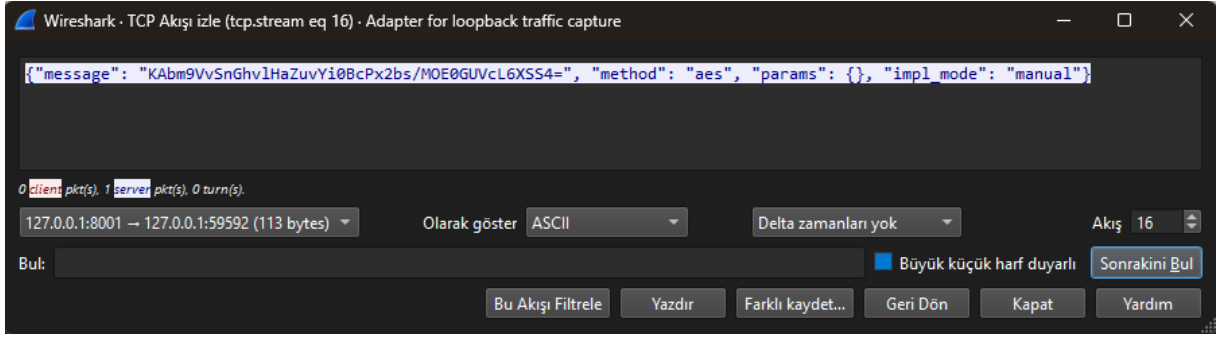 Wireshark · TCP Akışı izle (tcp.stream eq 16) · Adapter for loopback traffic capture
{"message": "KAbm9VvSnGhvlHaZuvYi0BcPx2bs/MOE0GUVcL6XSS4=", "method": "aes", "params": {}, "impl_mode": "manual"}
0 client pkt(s), 1 server pkt(s), 0 turn(s).
127.0.0.1:8001 → 127.0.0.1:59592 (113 bytes) Olarak göster ASCII Delta zamanları yok Akış 16
Bul: Büyük küçük harf duyarlı Sonrakini Bul
Bu Akışı Filtrele Yazdır Farklı kaydet... Geri Dön Kapat Yardım